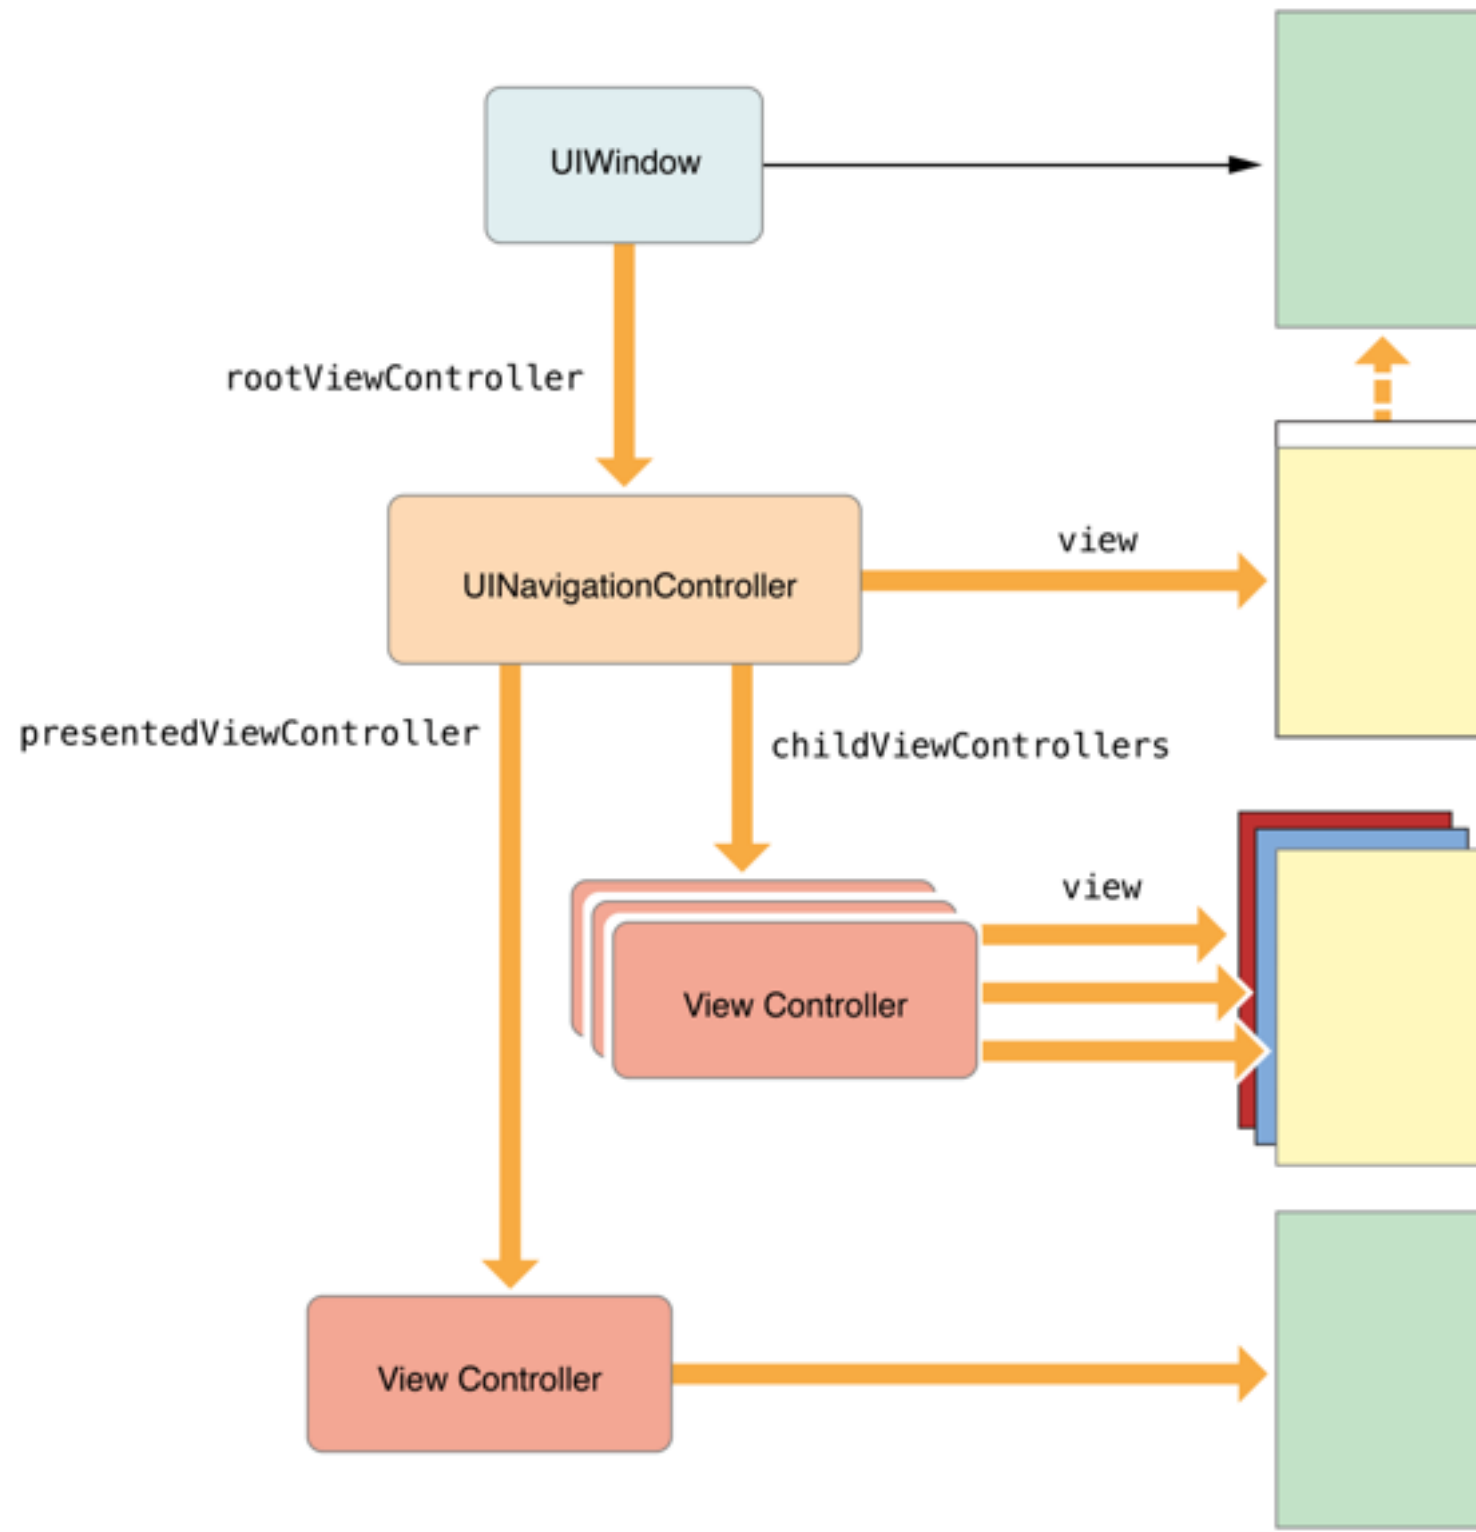 UIWindow
rootViewController
view
UINavigationController
presentedViewController
childViewControllers
view
View Controller
View Controller